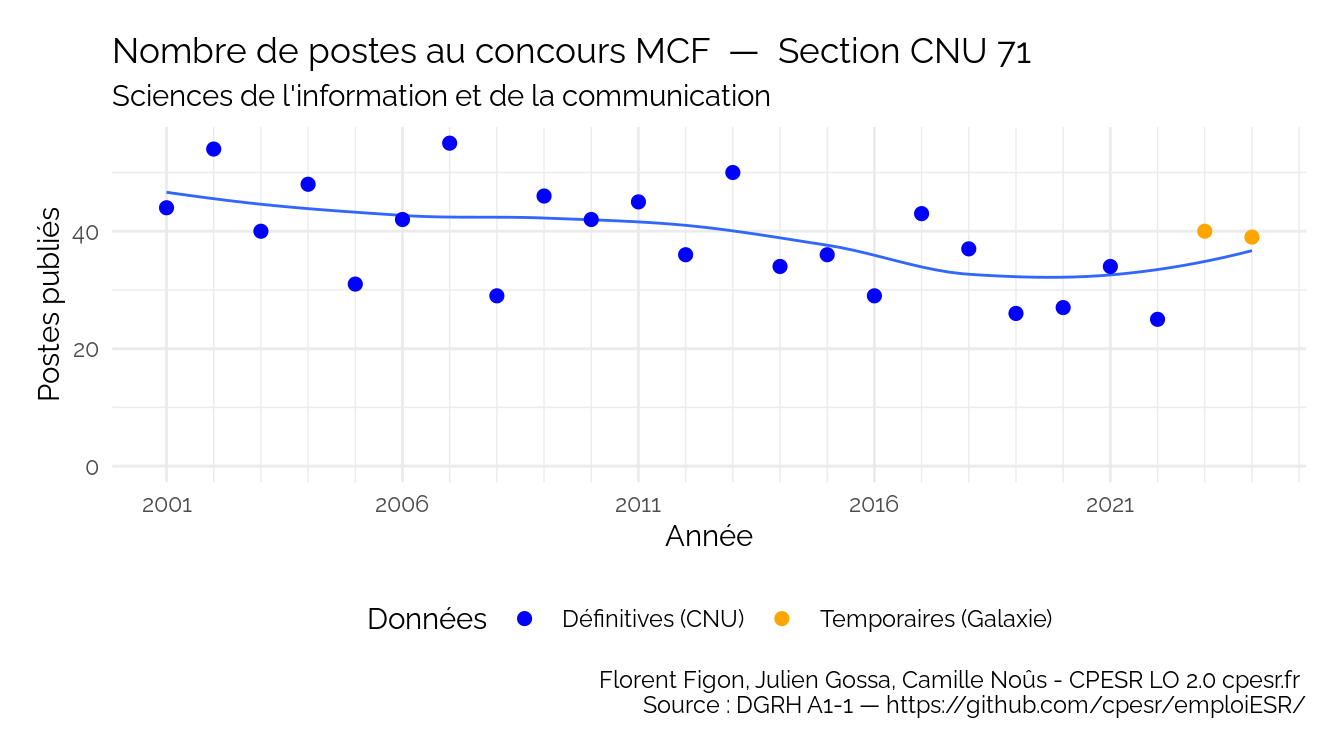 Nombre de postes au concours MCF — Section CNU 71
Sciences de l'information et de la communication
Postes publiés
40
20
0
2001 2006 2011 2016 2021
Année
Données Définitives (CNU) Temporaires (Galaxie)
Florent Figon, Julien Gossa, Camille Noûs - CPESR LO 2.0 cpesr.fr
Source : DGRH A1-1 — https://github.com/cpesr/emploiESR/